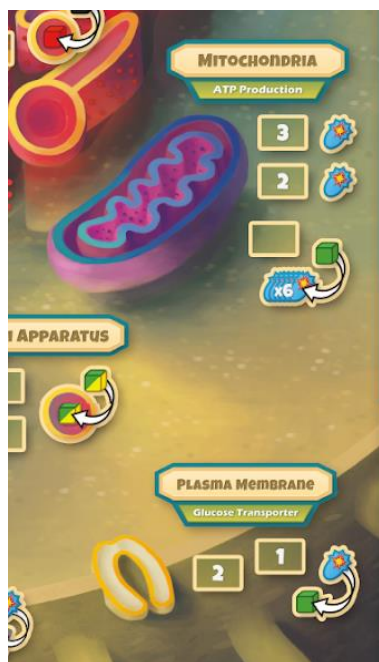 Mitochondria
ATP Production
3
2
x6
Apparatus
Plasma Membrane
Glucose Transporter
2
1